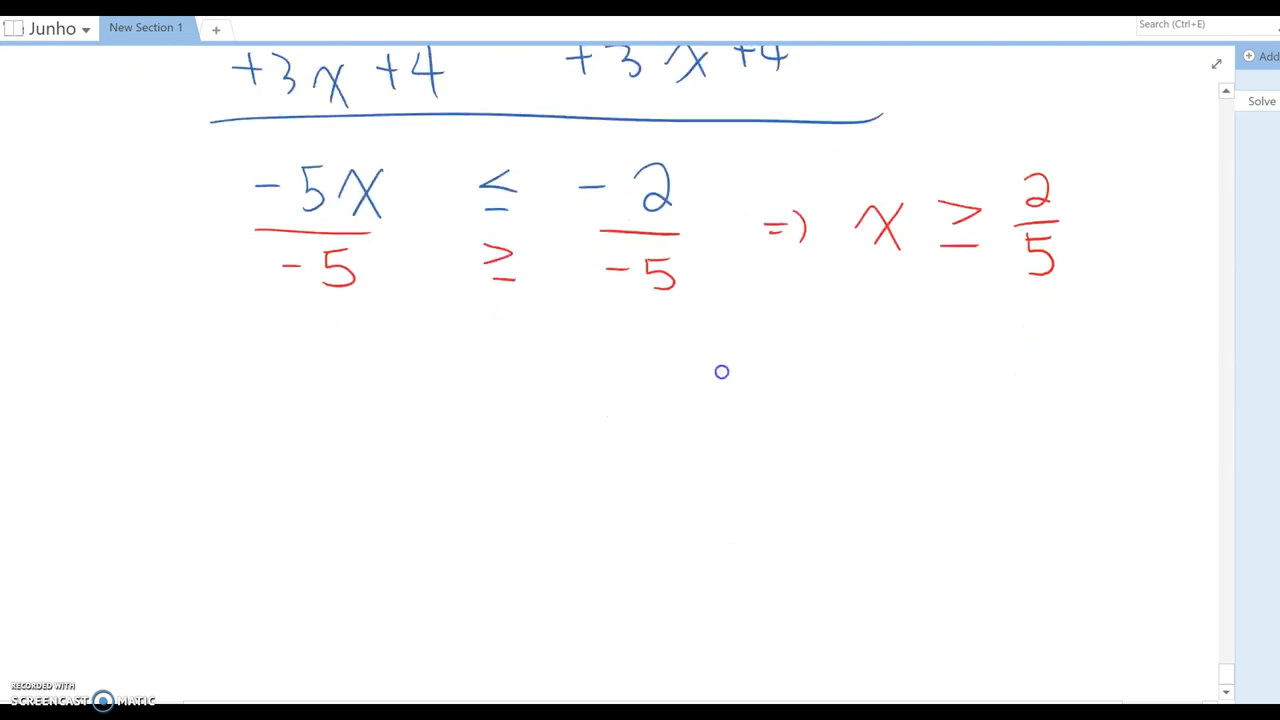 Junho
New Section 1
+
Search (Ctrl+E)
Add
Solve
+3x +4 +3x +4
-5x ≤ -2
-5 ≥ -5
=> x ≥ 2/5
RECORDED WITH
SCREENCAST MATIC